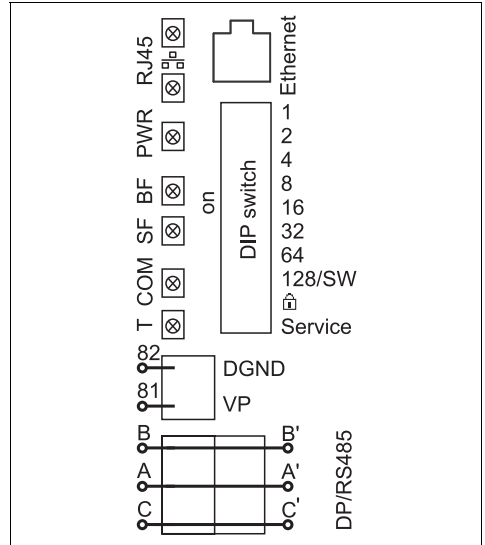 RJ45
Ethernet
PWR
BF
SF
COM
T
on
DIP switch
1
2
4
8
16
32
64
128/SW
Service
82
DGND
81
VP
B
B'
A
A'
C
C'
DP/RS485